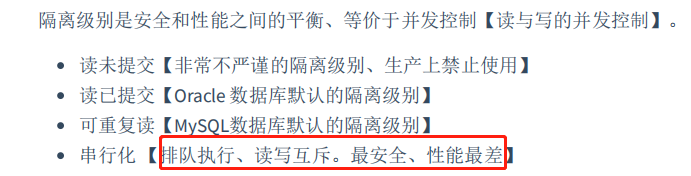 隔离级别是安全和性能之间的平衡、等价于并发控制【读与写的并发控制】。
• 读未提交【非常不严谨的隔离级别、生产上禁止使用】
• 读已提交【Oracle 数据库默认的隔离级别】
• 可重复读【MySQL数据库默认的隔离级别】
• 串行化 【排队执行、读写互斥。最安全、性能最差】